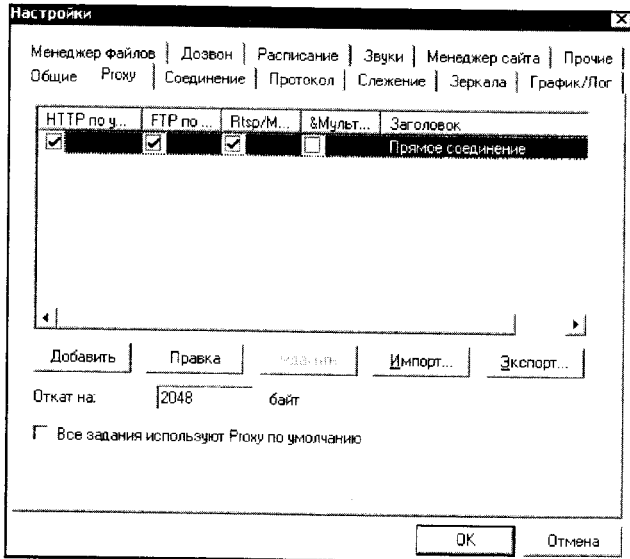 Настройки
Менеджер файлов Дозвон Расписание Звуки Менеджер сайта Прочие
Общие Proxy Соединение Протокол Слежение Зеркала График/Лог
HTTP по у... FTP по ... Rtsp/M... &Мульт... Заголовок
Прямое соединение
Добавить Правка Удалить Импорт... Экспорт...
Откат на: 2048 байт
Все задания используют Proxy по умолчанию
OK Отмена